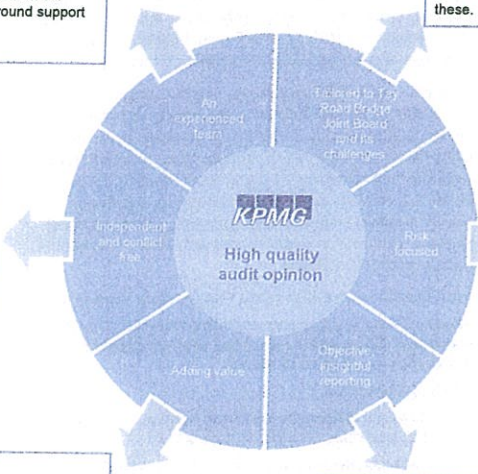 round support
these.
An
experienced
team
Tailored to Tay
Road Bridge
Joint Board
and its
challenges
Independent
and conflict
free
KPMG
High quality
audit opinion
Risk
focused
Adding value
Objective
insightful
reporting